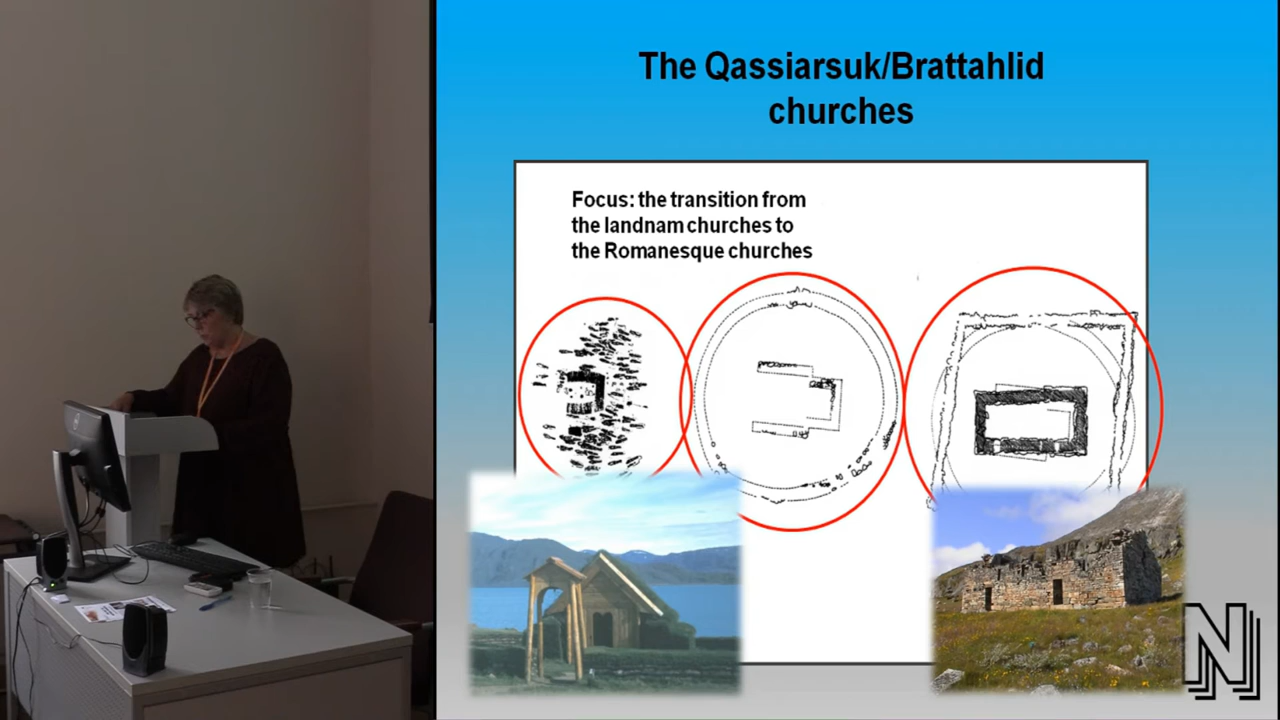 The Qassiarsuk/Brattahlid
churches
Focus: the transition from
the landnam churches to
the Romanesque churches
N